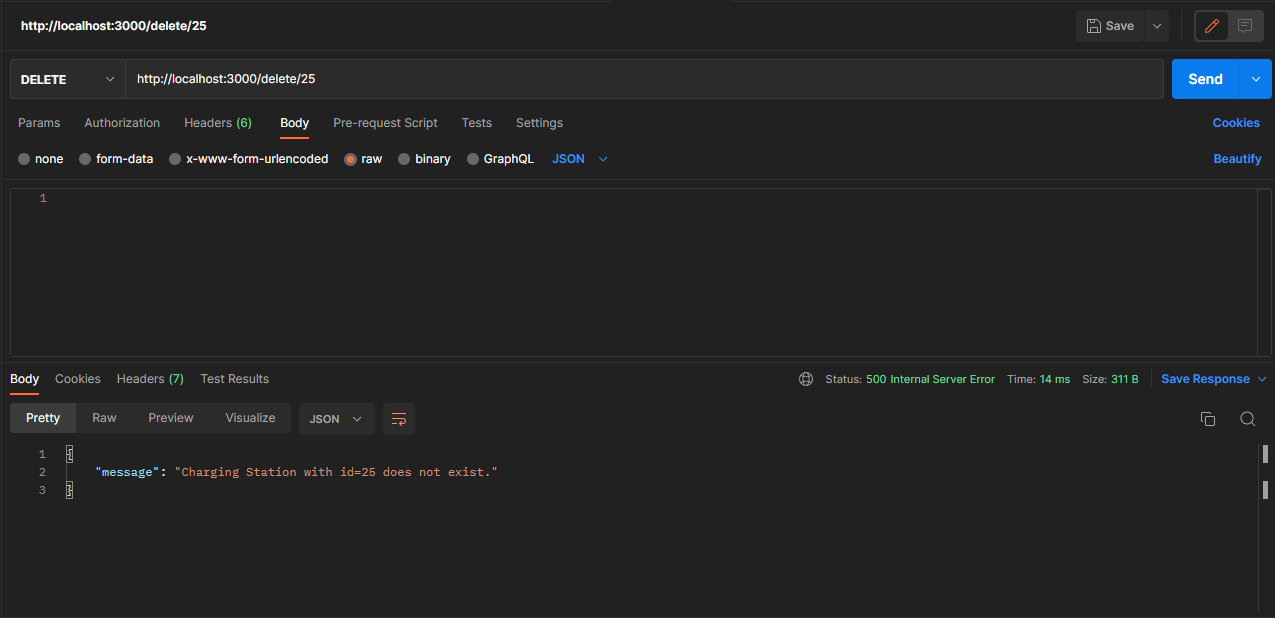 http://localhost:3000/delete/25 Save
DELETE http://localhost:3000/delete/25 Send
Params Authorization Headers (6) Body Pre-request Script Tests Settings Cookies
none form-data x-www-form-urlencoded raw binary GraphQL JSON Beautify
1
Body Cookies Headers (7) Test Results Status: 500 Internal Server Error Time: 14 ms Size: 311 B Save Response
Pretty Raw Preview Visualize JSON
1 {
2 "message": "Charging Station with id=25 does not exist."
3 }